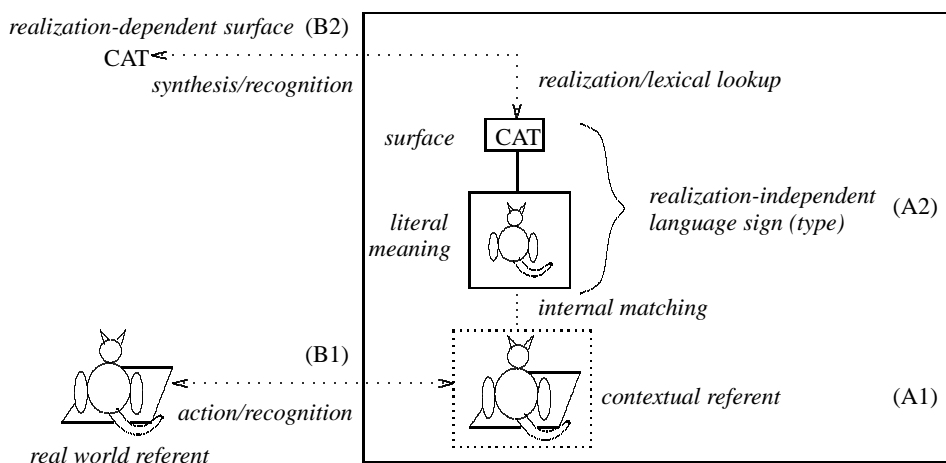 realization-dependent surface (B2)
CAT
synthesis/recognition
realization/lexical lookup
surface
CAT
literal
meaning
realization-independent
language sign (type)
(A2)
internal matching
(B1)
action/recognition
contextual referent
(A1)
real world referent